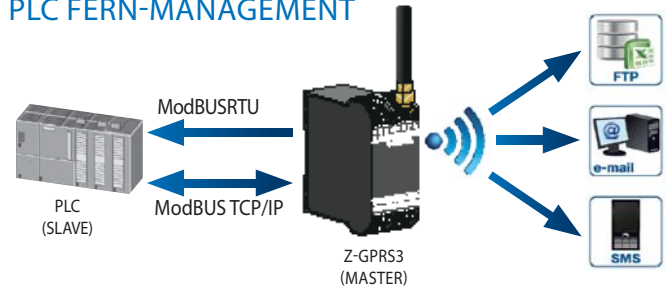 PLC FERN-MANAGEMENT
ModBUSRTU
ModBUS TCP/IP
PLC
(SLAVE)
Z-GPRS3
(MASTER)
FTP
@
e-mail
SMS